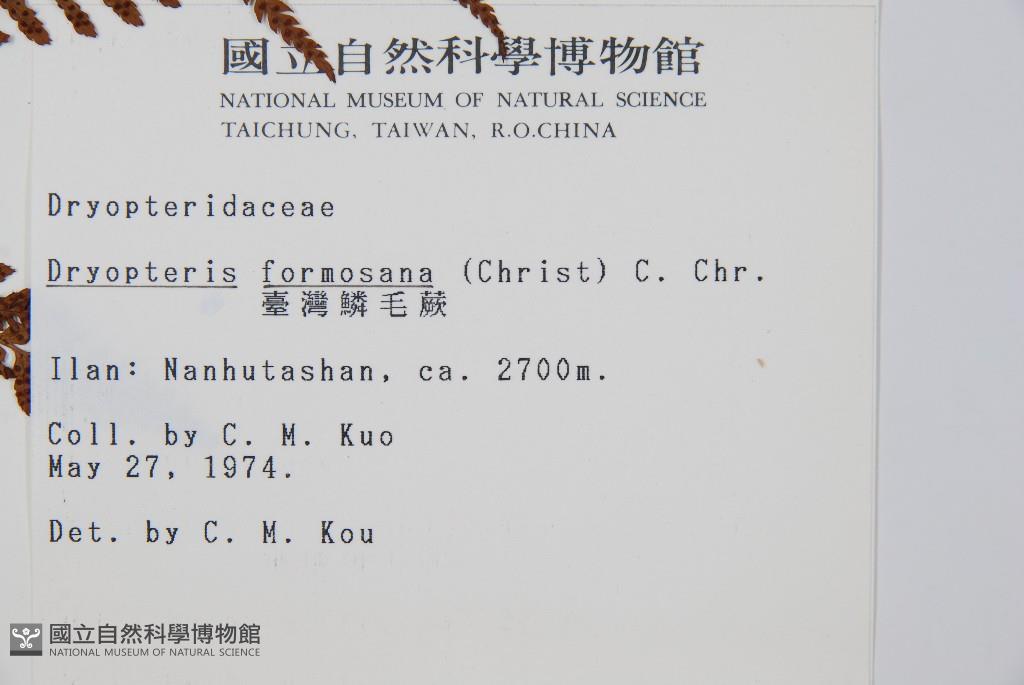 國立自然科學博物館
NATIONAL MUSEUM OF NATURAL SCIENCE
TAICHUNG, TAIWAN, R.O.CHINA
Dryopteridaceae
Dryopteris formosana (Christ) C. Chr.
臺灣鱗毛蕨
Ilan: Nanhutashan, ca. 2700m.
Coll. by C. M. Kuo
May 27, 1974.
Det. by C. M. Kou
國立自然科學博物館
NATIONAL MUSEUM OF NATURAL SCIENCE